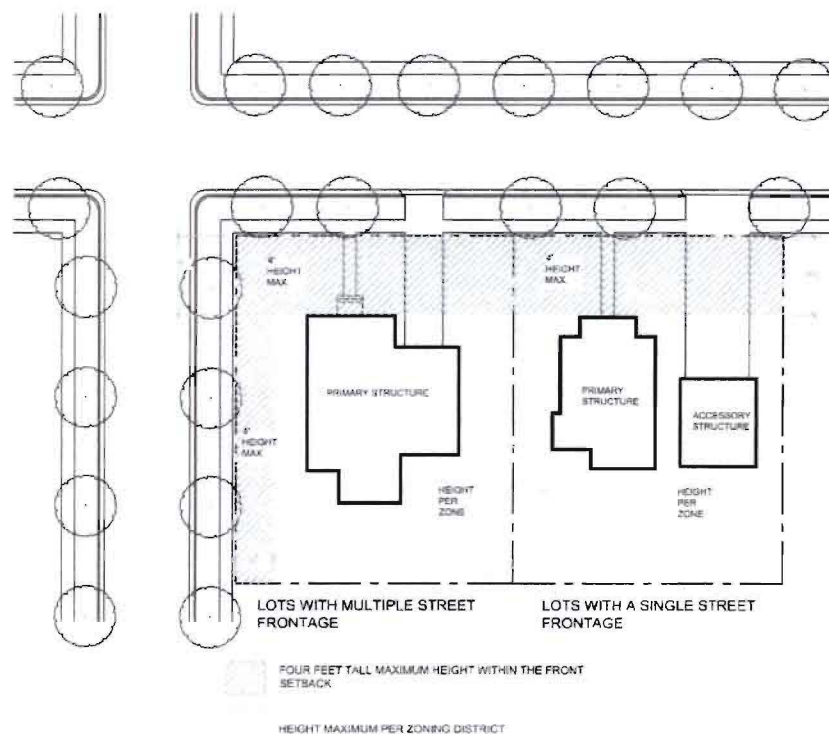 4'
HEIGHT
MAX
4'
HEIGHT
MAX
PRIMARY STRUCTURE
PRIMARY
STRUCTURE
ACCESSORY
STRUCTURE
HEIGHT
MAX
HEIGHT
PER
ZONE
HEIGHT
PER
ZONE
LOTS WITH MULTIPLE STREET
FRONTAGE
LOTS WITH A SINGLE STREET
FRONTAGE
FOUR FEET TALL MAXIMUM HEIGHT WITHIN THE FRONT
SETBACK
HEIGHT MAXIMUM PER ZONING DISTRICT